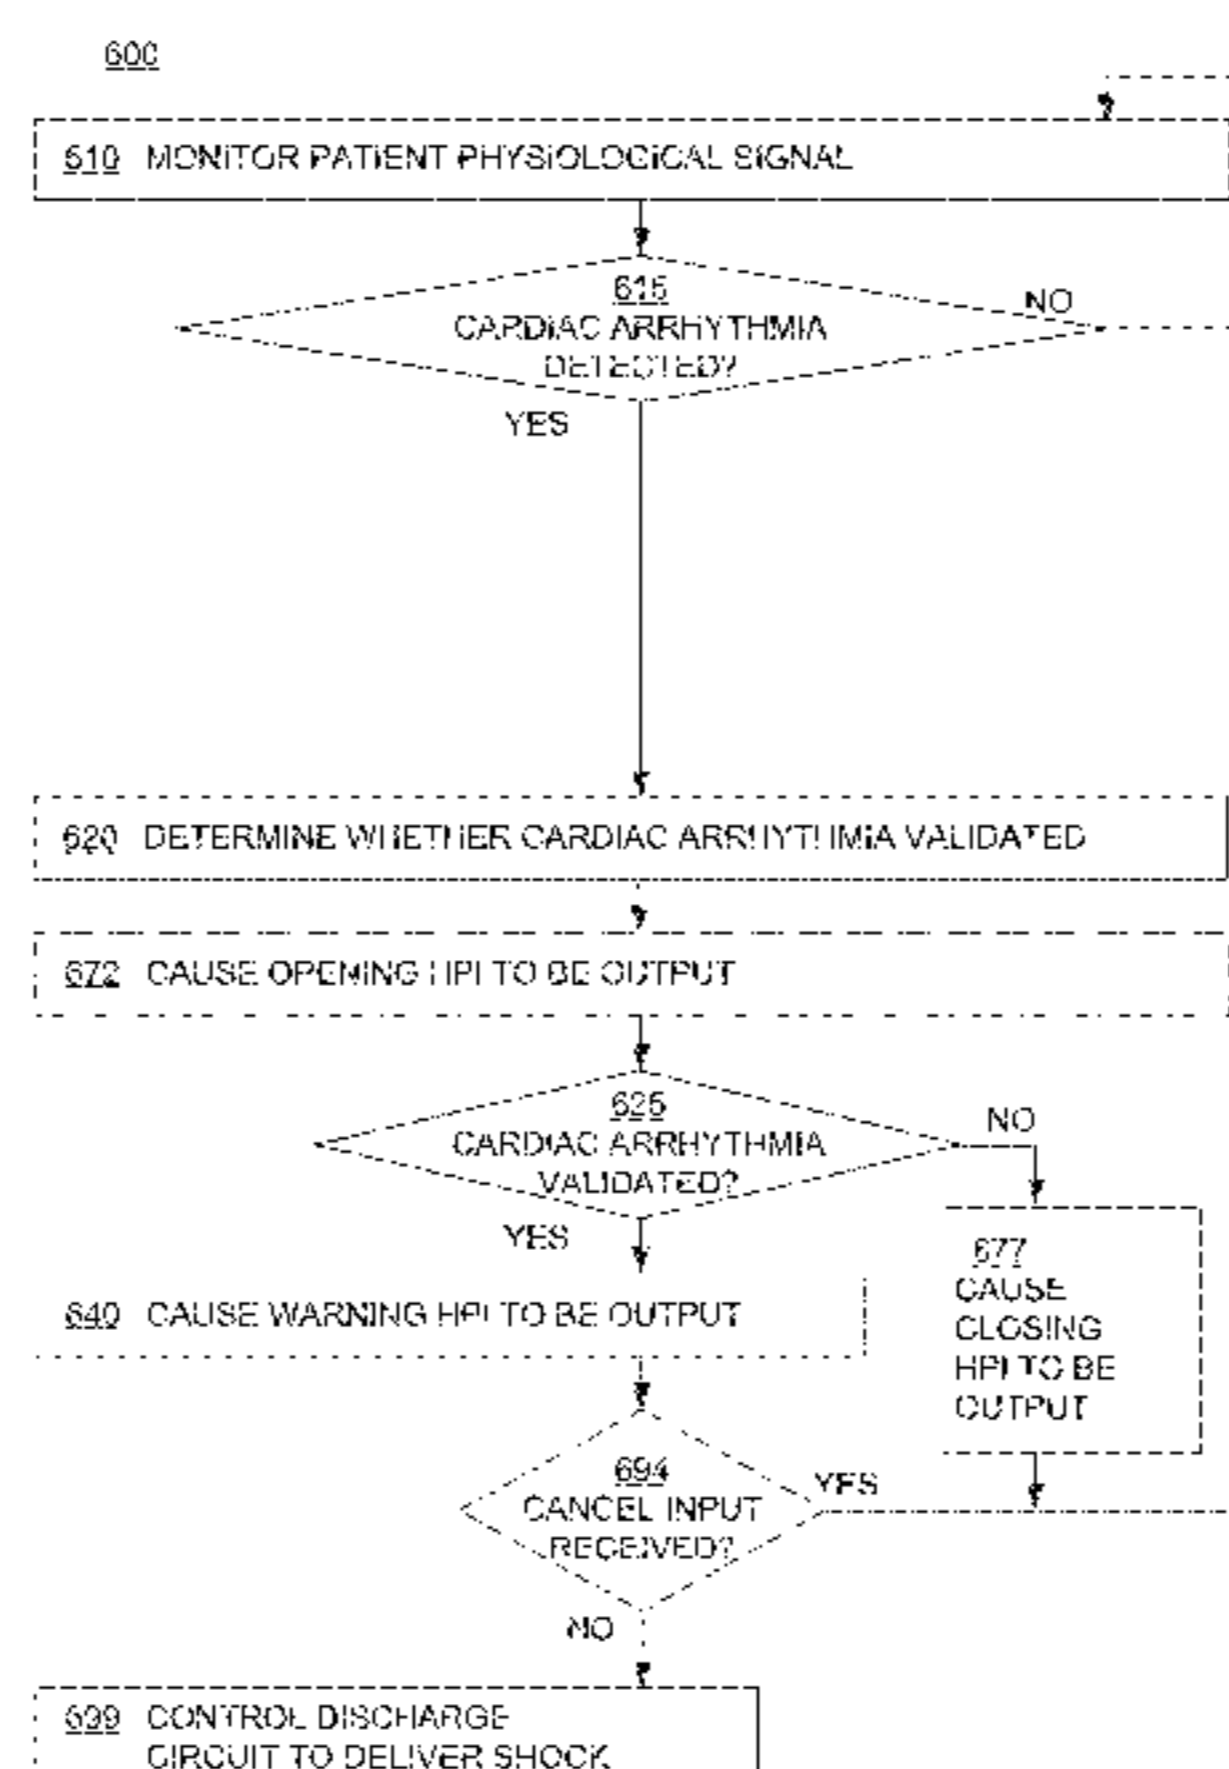 600
610 MONITOR PATIENT PHYSIOLOGICAL SIGNAL
615
CARDIAC ARRHYTHMIA
DETECTED?
NO
YES
620 DETERMINE WHETHER CARDIAC ARRHYTHMIA VALIDATED
672 CAUSE OPENING HPI TO BE OUTPUT
625
CARDIAC ARRHYTHMIA
VALIDATED?
NO
YES
677
CAUSE
CLOSING
HPI TO BE
OUTPUT
640 CAUSE WARNING HPI TO BE OUTPUT
694
CANCEL INPUT
RECEIVED?
YES
NO
699 CONTROL DISCHARGE
CIRCUIT TO DELIVER SHOCK